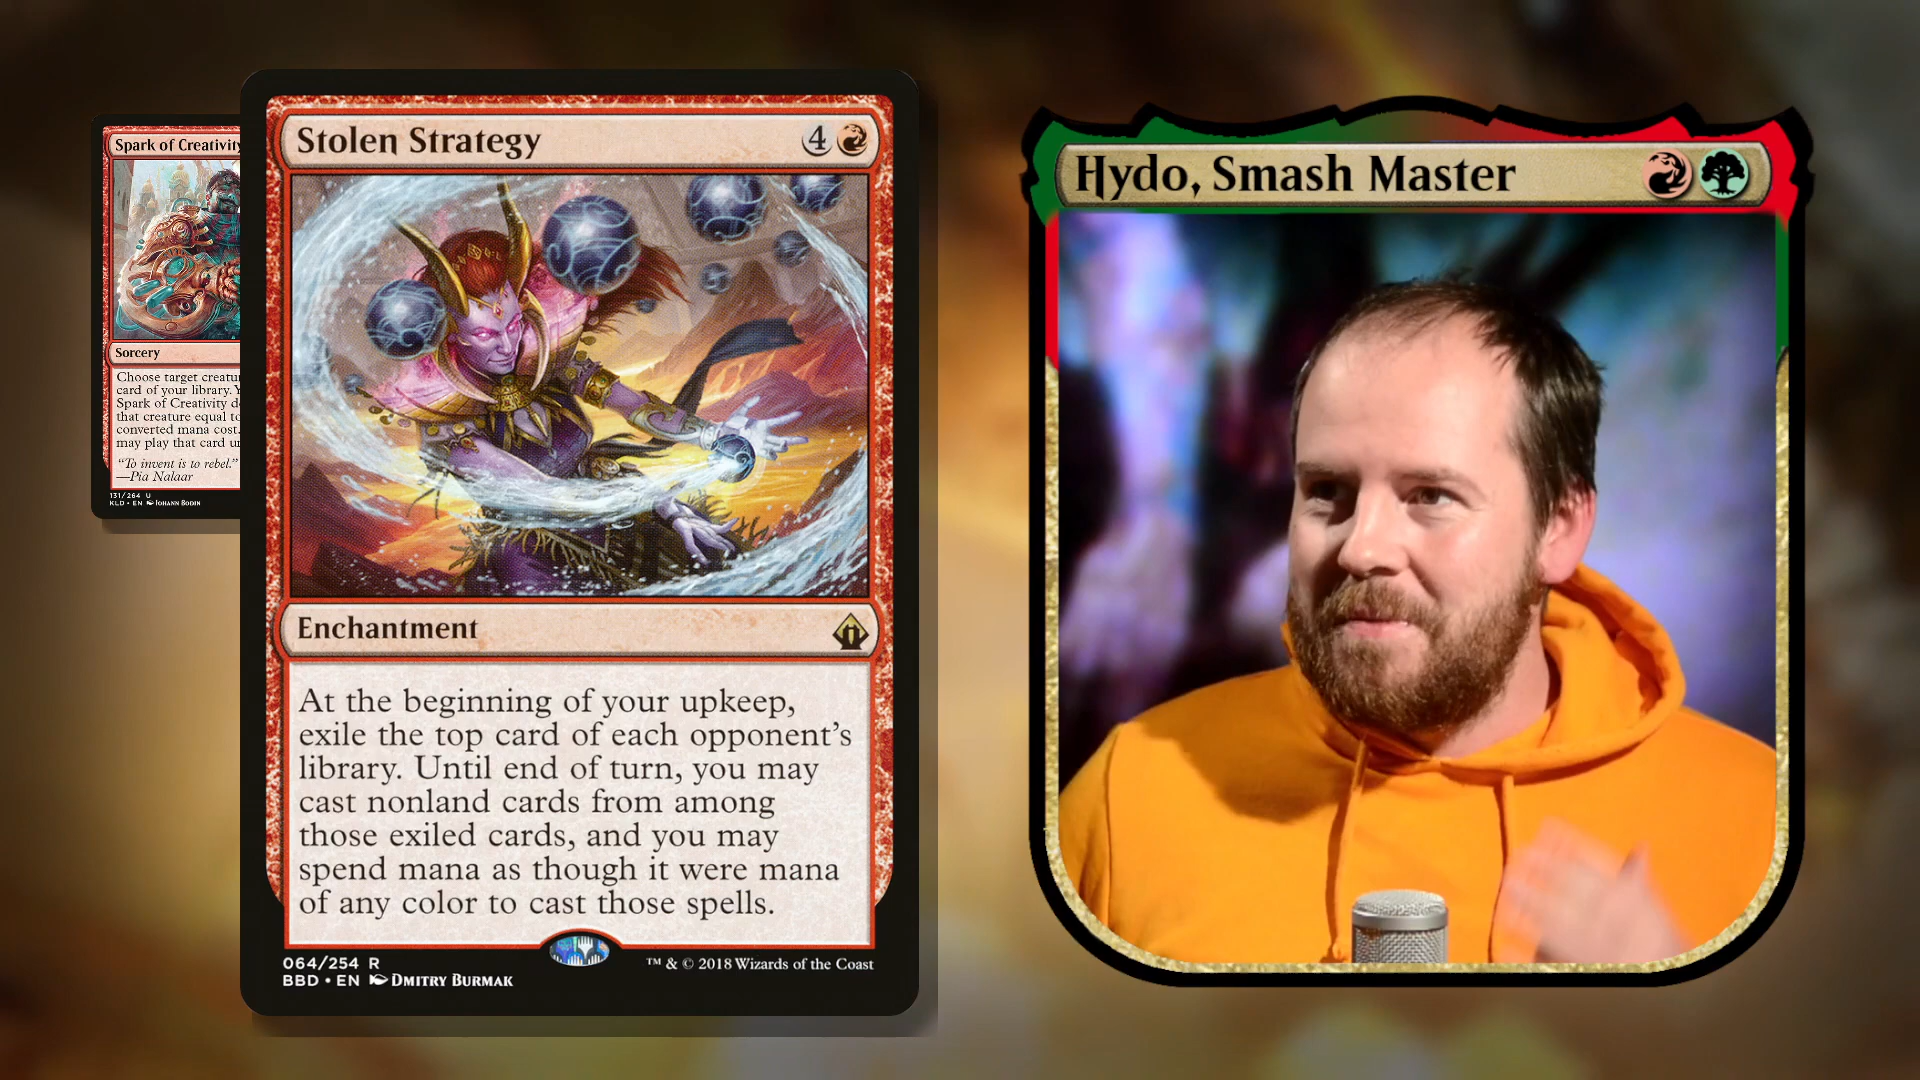 Spark of Creativity
Sorcery
Choose target
card of your library.
Spark of Creativity
that creature equal
converted mana cost.
may play that card
“To invent is to rebel.”
—Pia Nalaar
131/264 U
KLD • EN Johann Bodin
Stolen Strategy
4
Enchantment
At the beginning of your upkeep,
exile the top card of each opponent’s
library. Until end of turn, you may
cast nonland cards from among
those exiled cards, and you may
spend mana as though it were mana
of any color to cast those spells.
064/254 R
BBD • EN Dmitry Burmak
™ & © 2018 Wizards of the Coast
Hydo, Smash Master